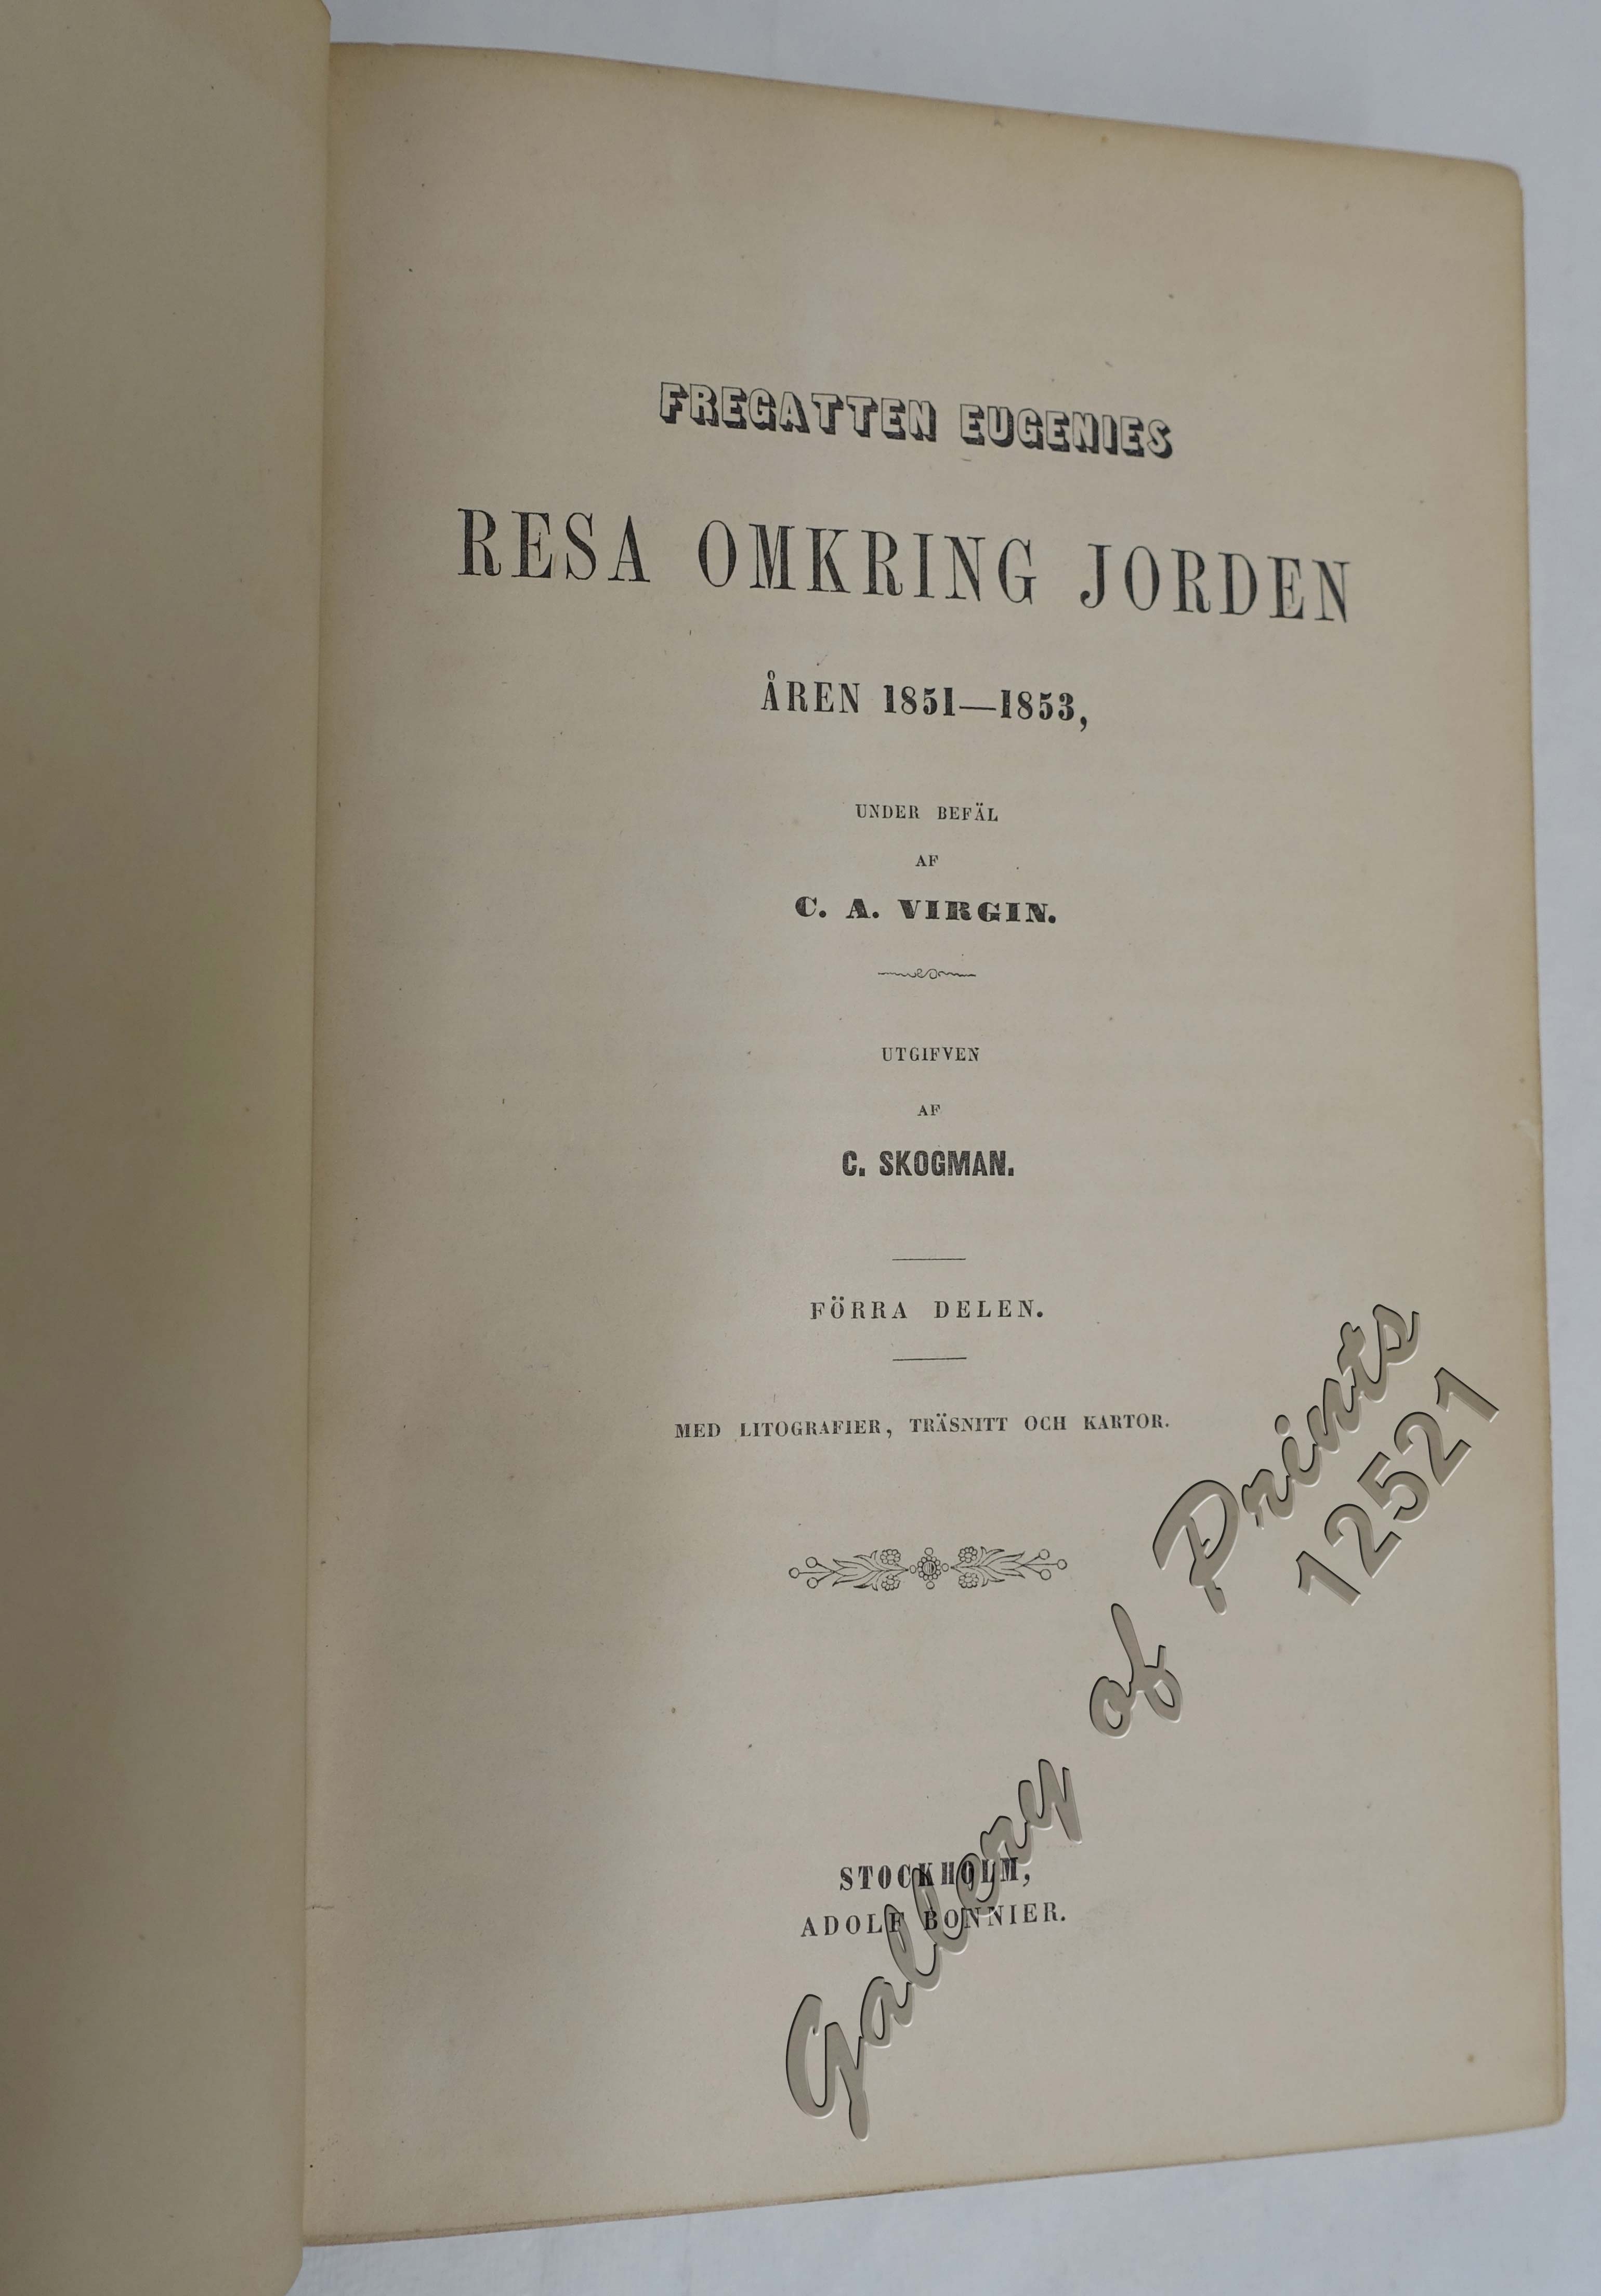 FREGATTEN EUGENIES
RESA OMKRING JORDEN
ÅREN 1851—1853,
UNDER BEFÄL
AF
C. A. VIRGIN.
UTGIFVEN
AF
C. SKOGMAN.
FÖRRA DELEN.
MED LITOGRAFIER, TRÄSNITT OCH KARTOR.
STOCKHOLM,
ADOLF BONNIER.
Gallery of Prints
12521